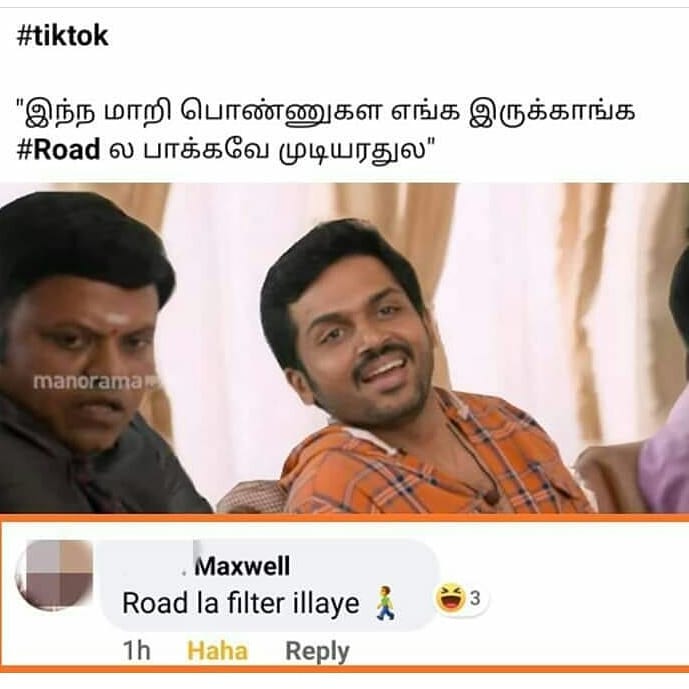 #tiktok
"இந்ந மாறி பொண்ணுகள எங்க இருக்காங்க
#Road ல பாக்கவே முடியரதுல"
manorama
. Maxwell
Road la filter illaye 🚶‍♂️
3
1h Haha Reply